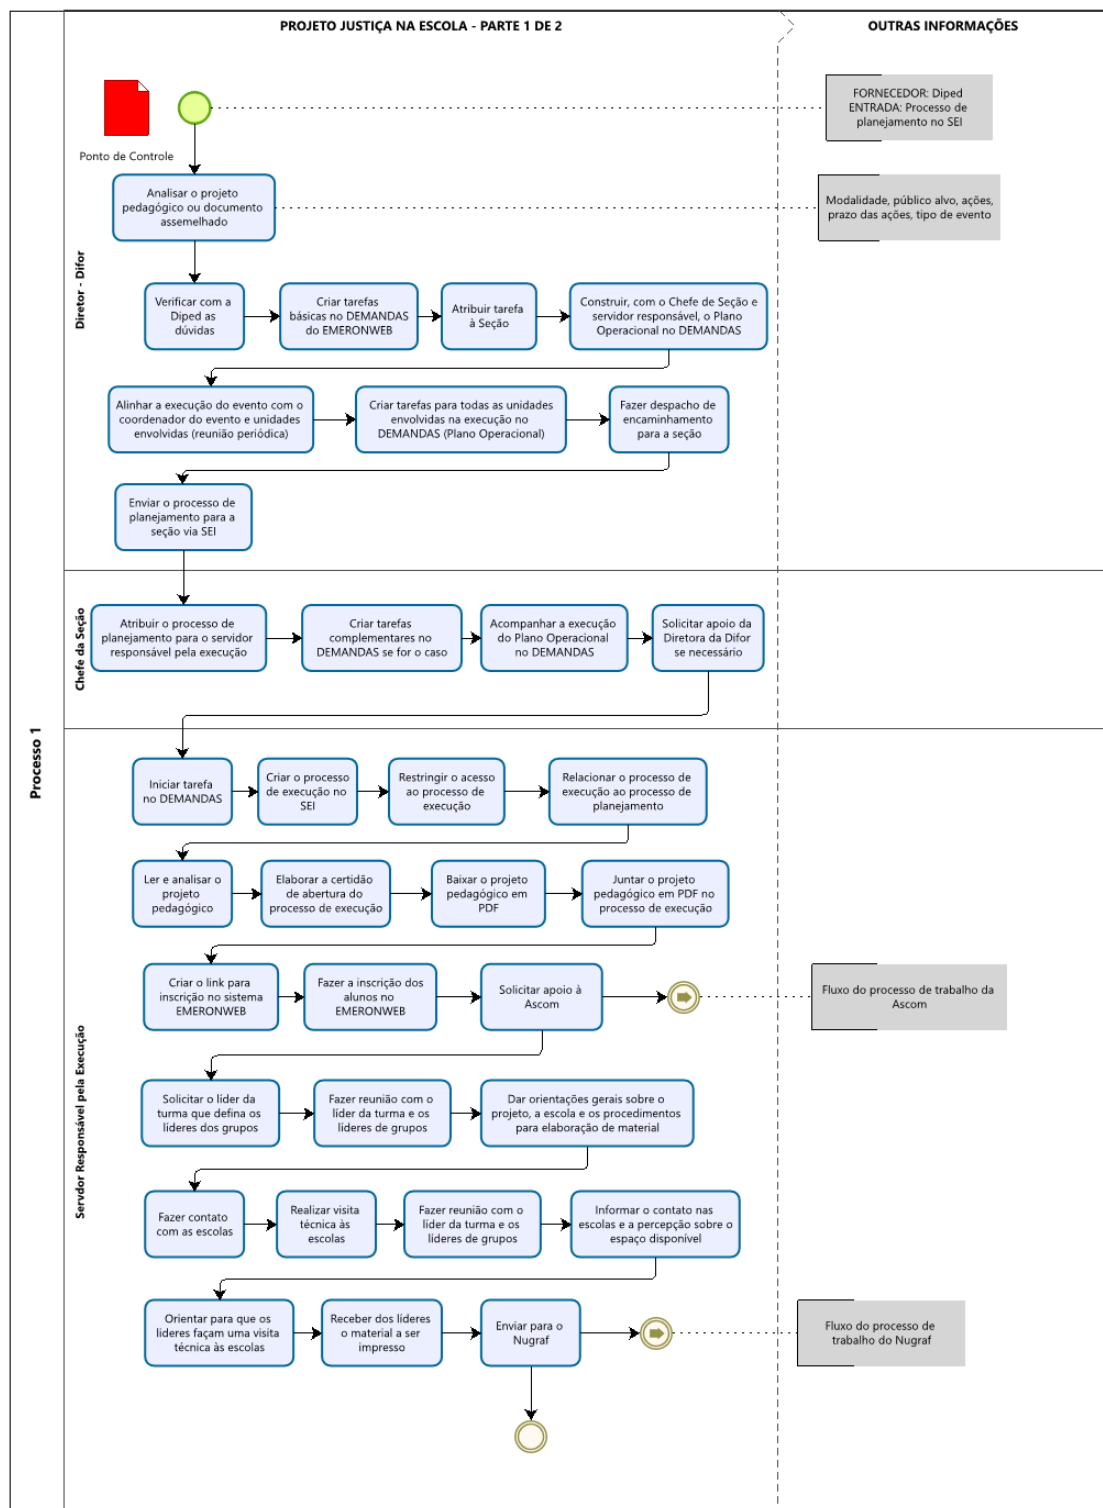 PROJETO JUSTIÇA NA ESCOLA - PARTE 1 DE 2
OUTRAS INFORMAÇÕES
Processo 1
Diretor - Difor
Ponto de Controle
FORNECEDOR: Diped
ENTRADA: Processo de
planejamento no SEI
Analisar o projeto
pedagógico ou documento
assemelhado
Modalidade, público alvo, ações,
prazo das ações, tipo de evento
Verificar com a
Diped as
dúvidas
Criar tarefas
básicas no DEMANDAS
do EMERONWEB
Atribuir tarefa
à Seção
Construir, com o Chefe de Seção e
servidor responsável, o Plano
Operacional no DEMANDAS
Alinhar a execução do evento com o
coordenador do evento e unidades
envolvidas (reunião periódica)
Criar tarefas para todas as unidades
envolvidas na execução no
DEMANDAS (Plano Operacional)
Fazer despacho de
encaminhamento
para a seção
Enviar o processo de
planejamento para a
seção via SEI
Chefe da Seção
Atribuir o processo de
planejamento para o servidor
responsável pela execução
Criar tarefas
complementares no
DEMANDAS se for o caso
Acompanhar a execução
do Plano Operacional
no DEMANDAS
Solicitar apoio da
Diretora da Difor
se necessário
Servdor Responsável pela Execução
Iniciar tarefa
no DEMANDAS
Criar o processo
de execução no
SEI
Restringir o acesso
ao processo de
execução
Relacionar o processo de
execução ao processo de
planejamento
Ler e analisar o
projeto
pedagógico
Elaborar a certidão
de abertura do
processo de execução
Baixar o projeto
pedagógico em
PDF
Juntar o projeto
pedagógico em PDF no
processo de execução
Criar o link para
inscrição no sistema
EMERONWEB
Fazer a inscrição dos
alunos no
EMERONWEB
Solicitar apoio à
Ascom
Fluxo do processo de trabalho da
Ascom
Solicitar o líder da
turma que defina os
líderes dos grupos
Fazer reunião com o
líder da turma e os
líderes de grupos
Dar orientações gerais sobre o
projeto, a escola e os procedimentos
para elaboração de material
Fazer contato
com as escolas
Realizar visita
técnica às
escolas
Fazer reunião com o
líder da turma e os
líderes de grupos
Informar o contato nas
escolas e a percepção sobre o
espaço disponível
Orientar para que os
lideres façam uma visita
técnica às escolas
Receber dos líderes
o material a ser
impresso
Enviar para o
Nugraf
Fluxo do processo de
trabalho do Nugraf